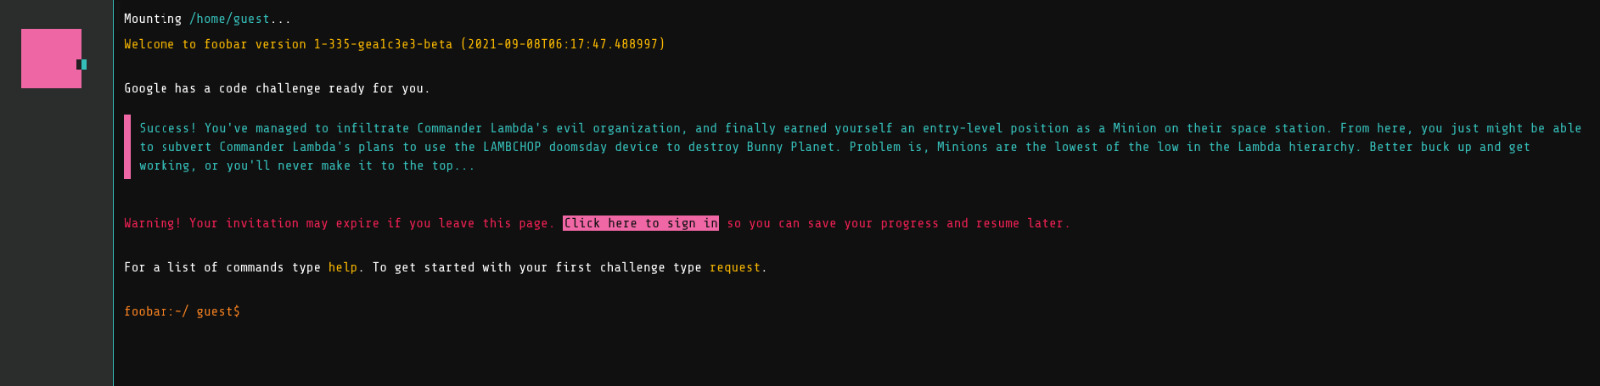 Mounting /home/guest...
Welcome to foobar version 1-335-gea1c3e3-beta (2021-09-08T06:17:47.488997)
Google has a code challenge ready for you.
Success! You've managed to infiltrate Commander Lambda's evil organization, and finally earned yourself an entry-level position as a Minion on their space station. From here, you just might be able
to subvert Commander Lambda's plans to use the LAMBCHOP doomsday device to destroy Bunny Planet. Problem is, Minions are the lowest of the low in the Lambda hierarchy. Better buck up and get
working, or you'll never make it to the top...
Warning! Your invitation may expire if you leave this page. Click here to sign in so you can save your progress and resume later.
For a list of commands type help. To get started with your first challenge type request.
foobar:~/ guest$